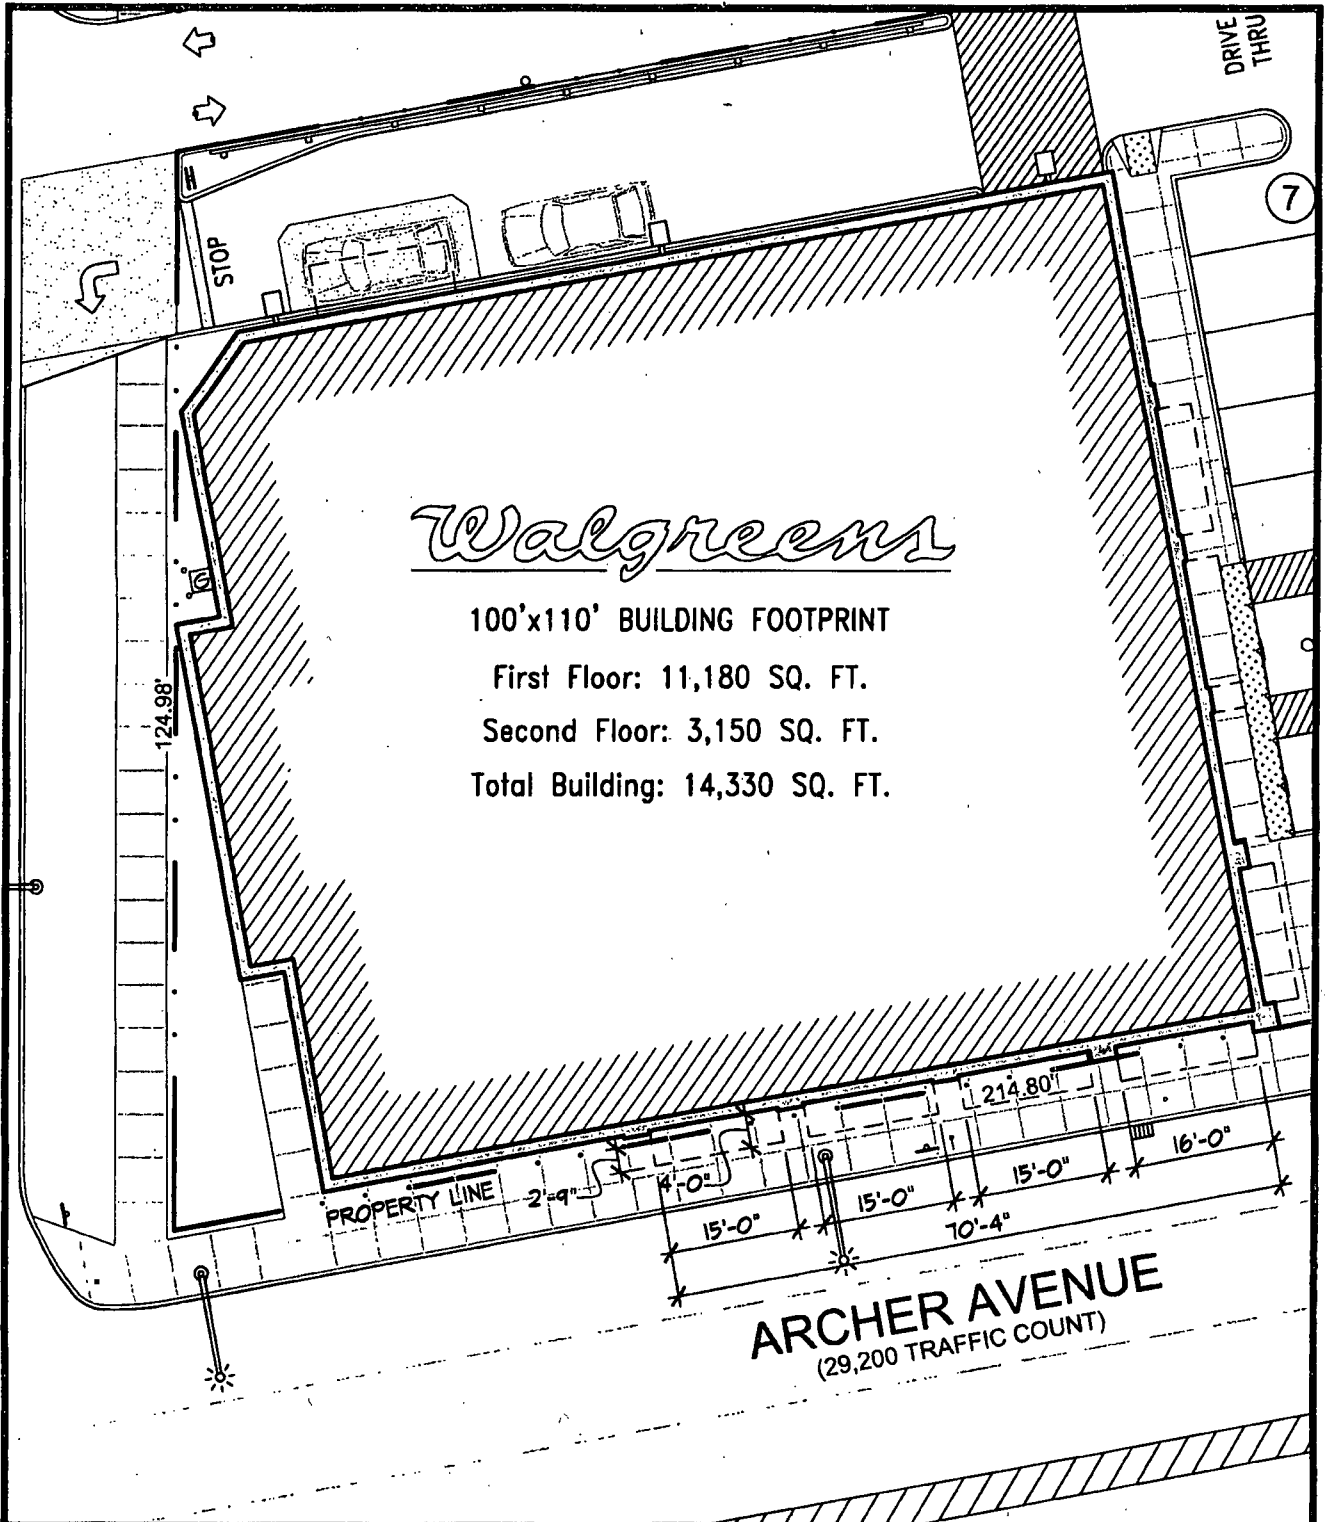 DRIVE
THRU
7
STOP
Walgreens
100'x110' BUILDING FOOTPRINT
First Floor: 11,180 SQ. FT.
Second Floor: 3,150 SQ. FT.
Total Building: 14,330 SQ. FT.
124.98'
G
214.80'
PROPERTY LINE
2'-9"
4'-0"
15'-0"
15'-0"
15'-0"
16'-0"
70'-4"
ARCHER AVENUE
(29,200 TRAFFIC COUNT)